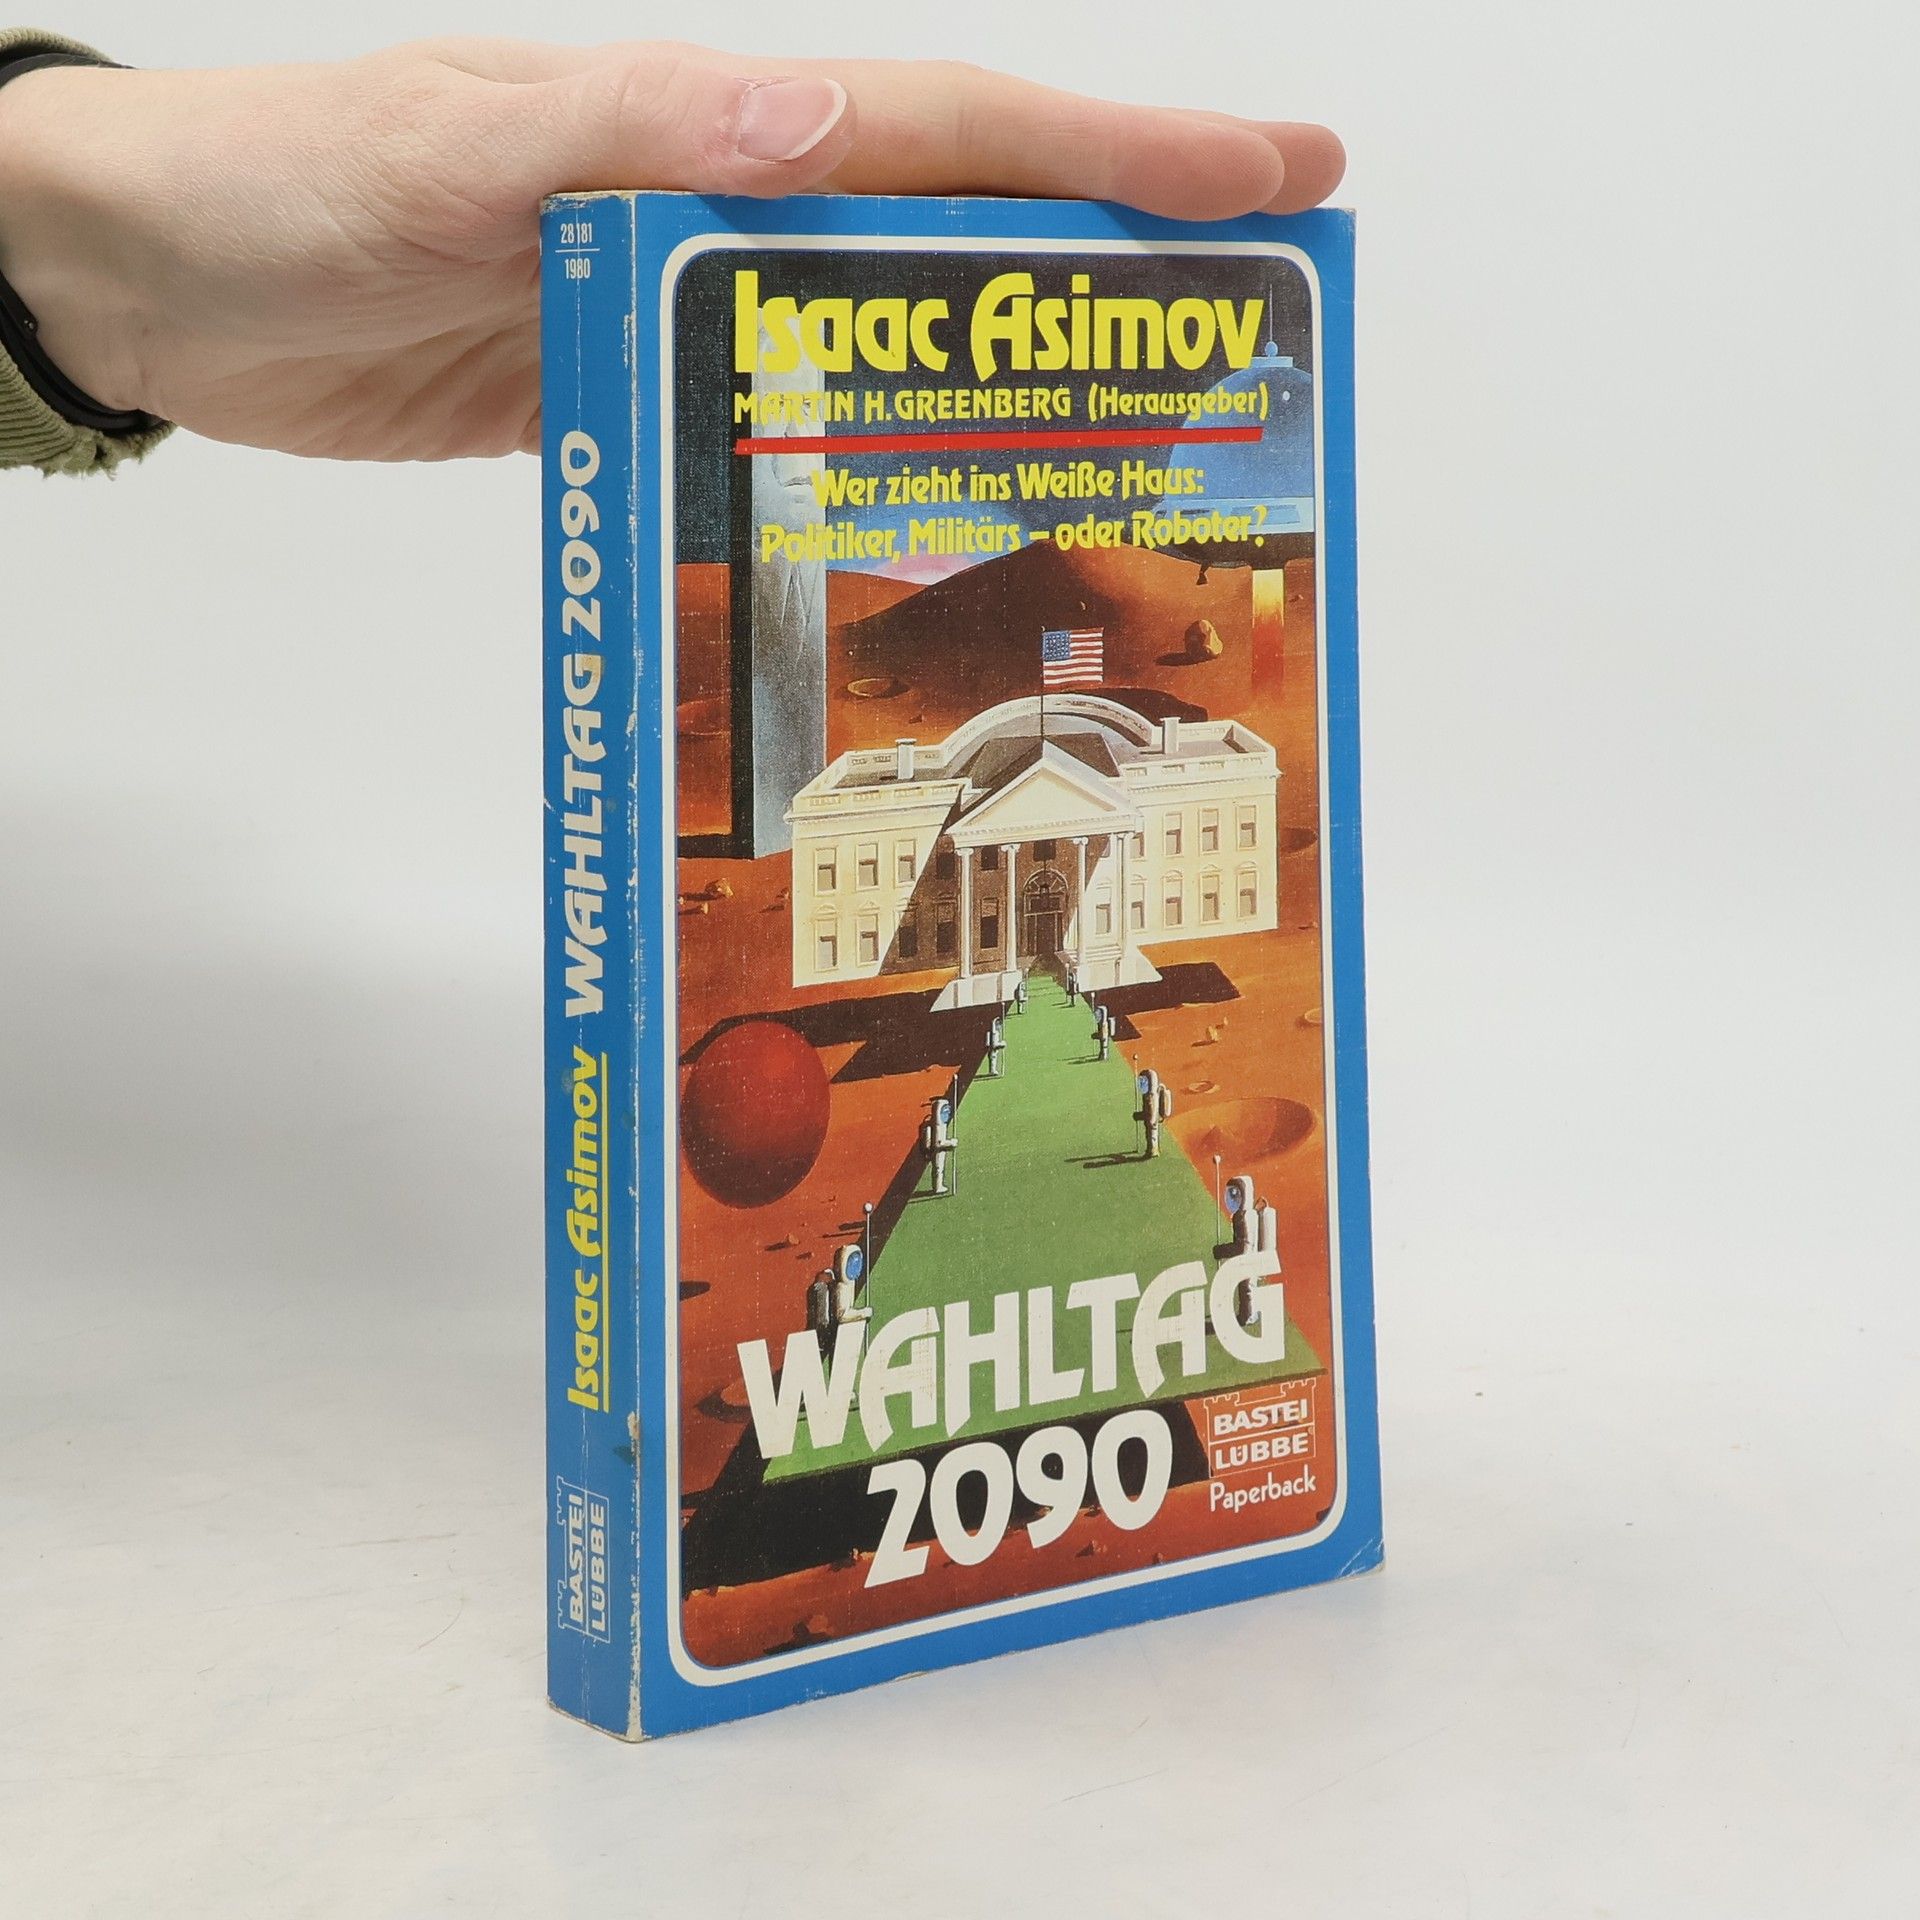 28181
1980
WAHLTAG 2090
Isaac Asimov
BASTEI
LÜBBE
Isaac Asimov
MARTIN H. GREENBERG (Herausgeber)
Wer zieht ins Weiße Haus:
Politiker, Militärs – oder Roboter?
WAHLTAG
2090
BASTEI
LÜBBE
Paperback